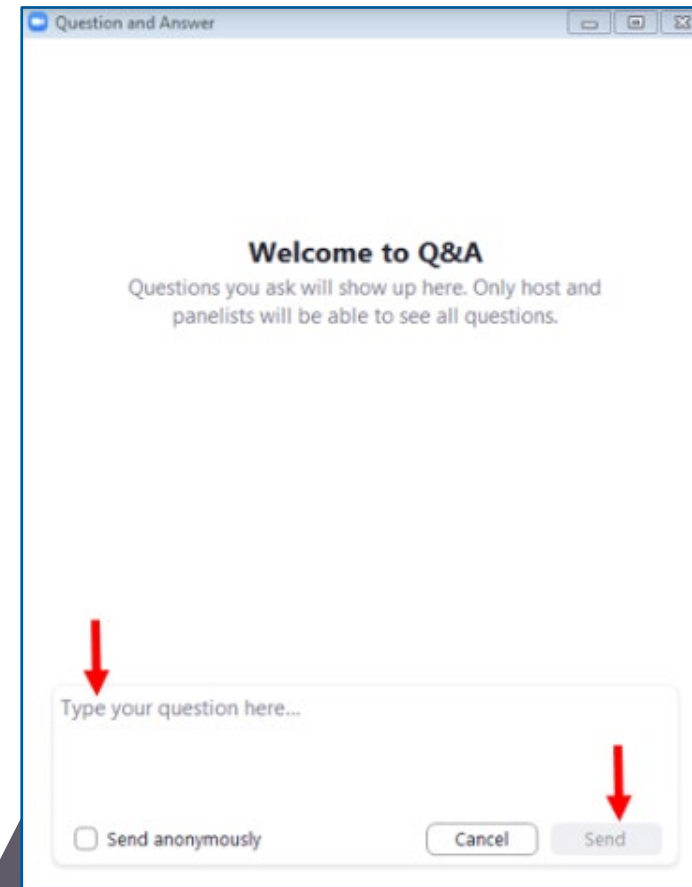 Question and Answer
Welcome to Q&A
Questions you ask will show up here. Only host and
panelists will be able to see all questions.
Type your question here...
Send anonymously
Cancel
Send